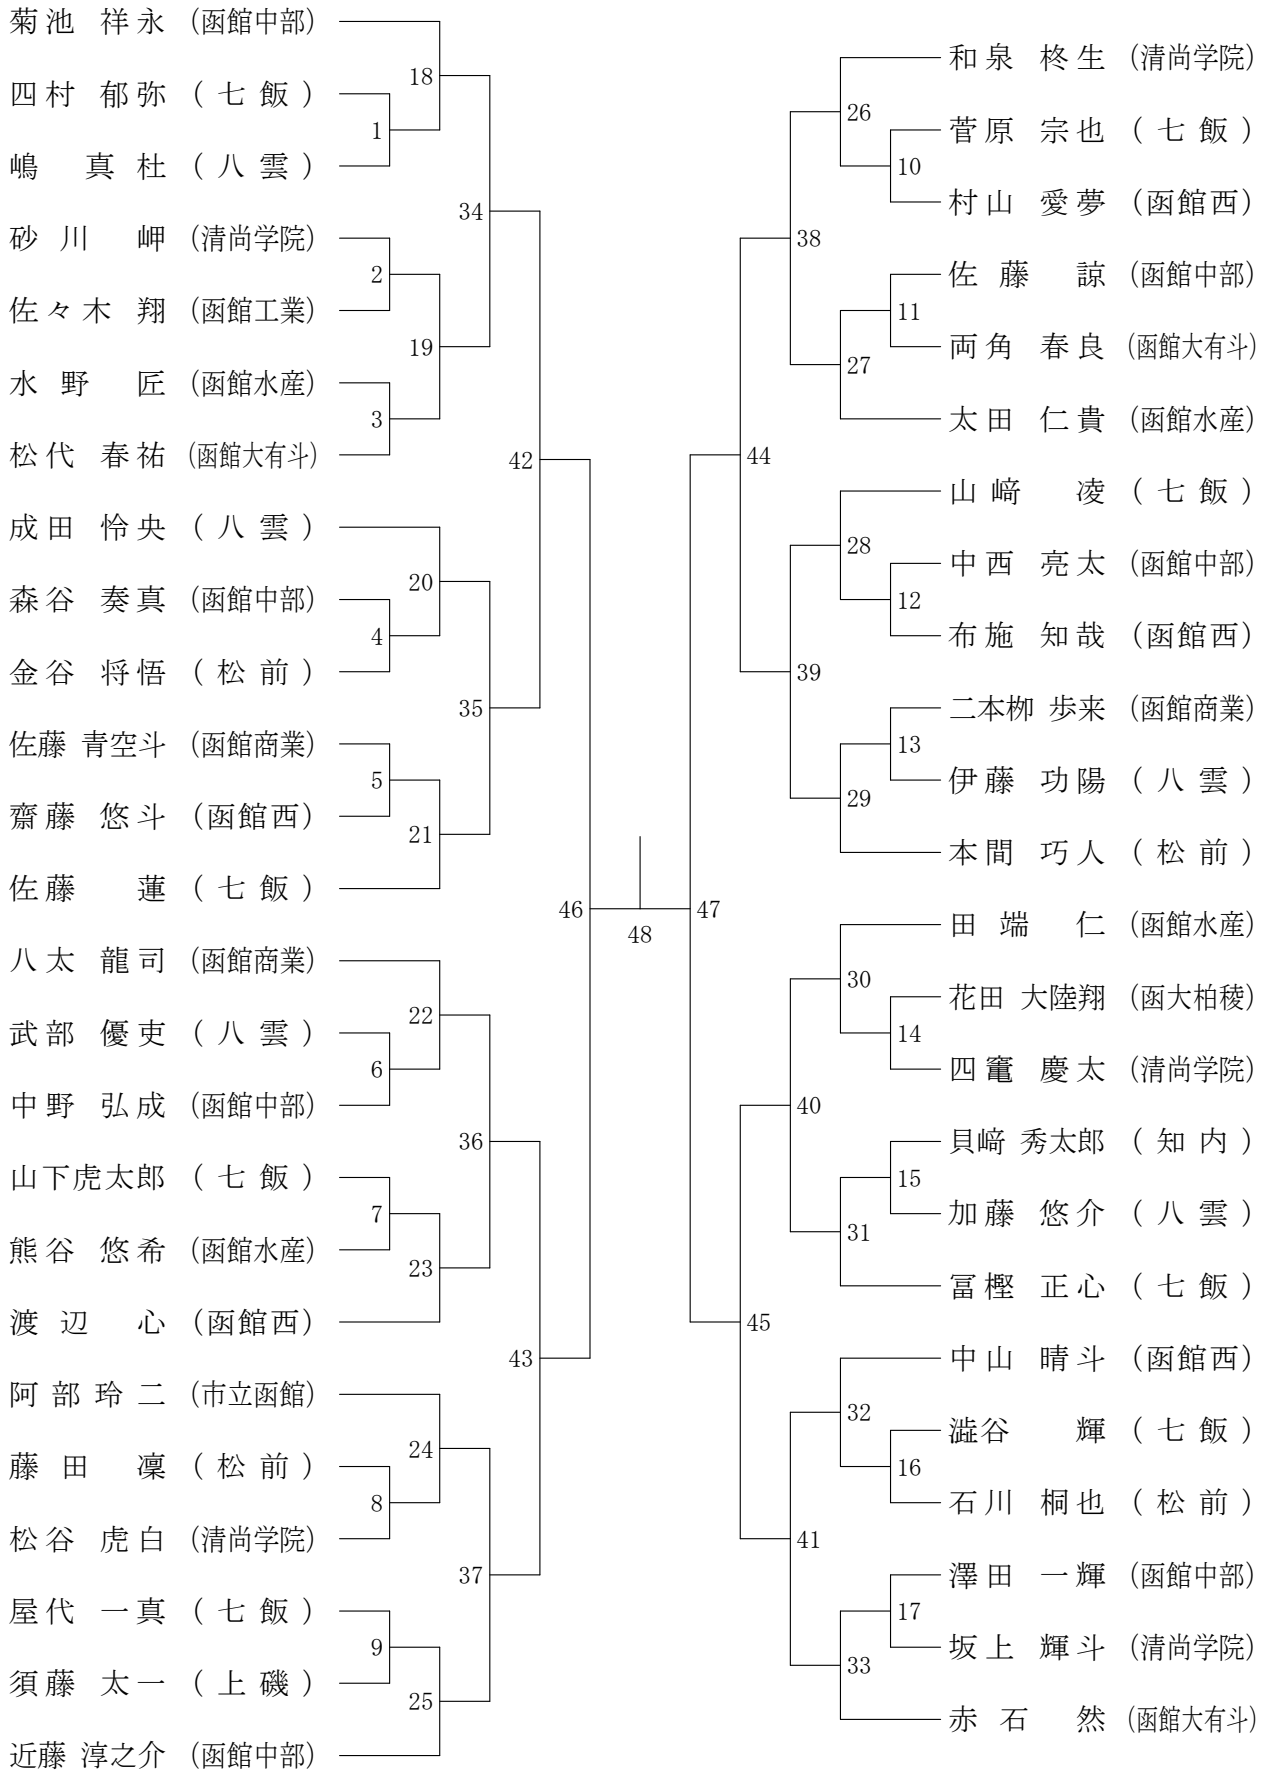 菊池 祥永 (函館中部)
18
四村 郁弥 (七飯)
1
嶋 真杜 (八雲)
34
砂川 岬 (清尚学院)
2
佐々木 翔 (函館工業)
19
水野 匠 (函館水産)
3
松代 春祐 (函館大有斗)
42
成田 怜央 (八雲)
20
森谷 奏真 (函館中部)
4
金谷 将悟 (松前)
35
佐藤 青空斗 (函館商業)
5
齋藤 悠斗 (函館西)
21
佐藤 蓮 (七飯)
46
八太 龍司 (函館商業)
22
武部 優吏 (八雲)
6
中野 弘成 (函館中部)
36
山下虎太郎 (七飯)
7
熊谷 悠希 (函館水産)
23
渡辺 心 (函館西)
43
阿部 玲二 (市立函館)
24
藤田 凜 (松前)
8
松谷 虎白 (清尚学院)
37
屋代 一真 (七飯)
9
須藤 太一 (上磯)
25
近藤 淳之介 (函館中部)
48
和泉 柊生 (清尚学院)
26
菅原 宗也 (七飯)
10
村山 愛夢 (函館西)
38
佐藤 諒 (函館中部)
11
両角 春良 (函館大有斗)
27
太田 仁貴 (函館水産)
44
山﨑 凌 (七飯)
28
中西 亮太 (函館中部)
12
布施 知哉 (函館西)
39
二本栁 歩来 (函館商業)
13
伊藤 功陽 (八雲)
29
本間 巧人 (松前)
47
田端 仁 (函館水産)
30
花田 大陸翔 (函大柏稜)
14
四竃 慶太 (清尚学院)
40
貝﨑 秀太郎 (知内)
15
加藤 悠介 (八雲)
31
冨樫 正心 (七飯)
45
中山 晴斗 (函館西)
32
澁谷 輝 (七飯)
16
石川 桐也 (松前)
41
澤田 一輝 (函館中部)
17
坂上 輝斗 (清尚学院)
33
赤石 然 (函館大有斗)